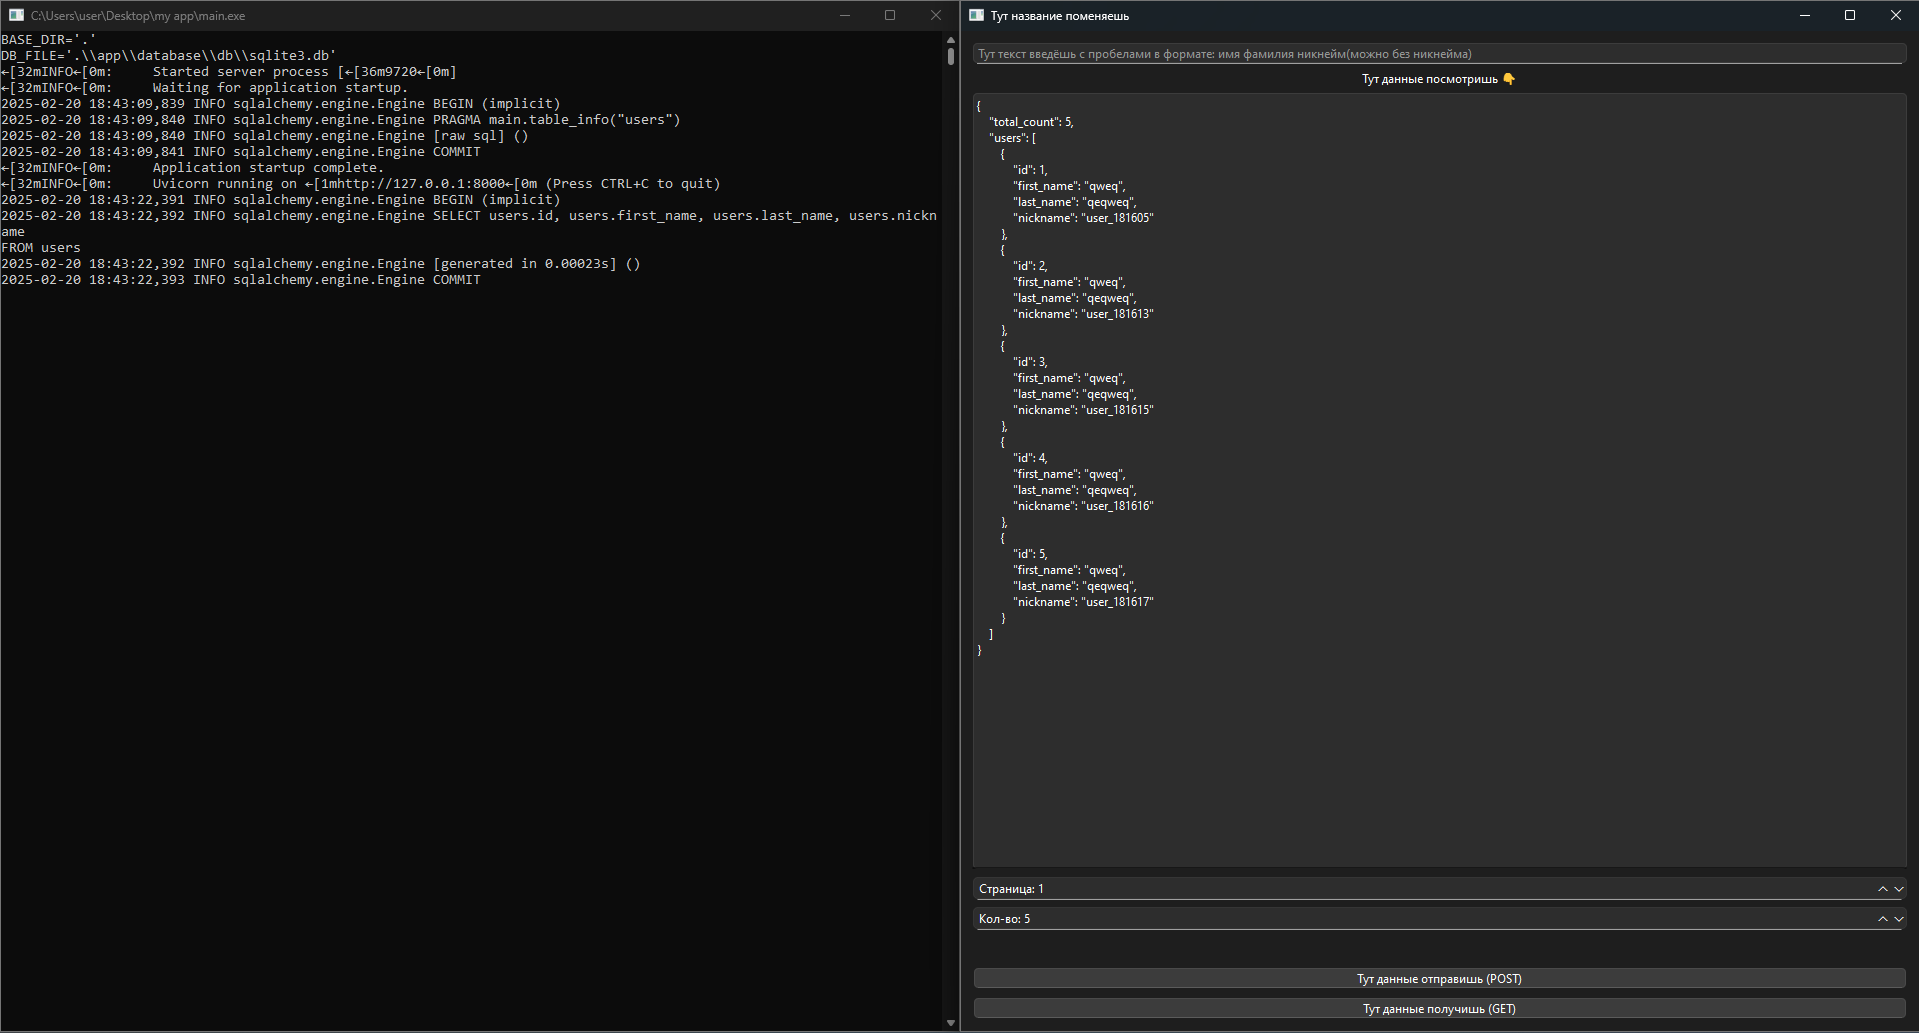 C:\Users\user\Desktop\my app\main.exe
BASE_DIR='.'
DB_FILE='.\\app\\database\\db\\sqlite3.db'
←[32mINFO←[0m:     Started server process [←[36m9720←[0m]
←[32mINFO←[0m:     Waiting for application startup.
2025-02-20 18:43:09,839 INFO sqlalchemy.engine.Engine BEGIN (implicit)
2025-02-20 18:43:09,840 INFO sqlalchemy.engine.Engine PRAGMA main.table_info("users")
2025-02-20 18:43:09,840 INFO sqlalchemy.engine.Engine [raw sql] ()
2025-02-20 18:43:09,841 INFO sqlalchemy.engine.Engine COMMIT
←[32mINFO←[0m:     Application startup complete.
←[32mINFO←[0m:     Uvicorn running on ←[1mhttp://127.0.0.1:8000←[0m (Press CTRL+C to quit)
2025-02-20 18:43:22,391 INFO sqlalchemy.engine.Engine BEGIN (implicit)
2025-02-20 18:43:22,392 INFO sqlalchemy.engine.Engine SELECT users.id, users.first_name, users.last_name, users.nickn
ame
FROM users
2025-02-20 18:43:22,392 INFO sqlalchemy.engine.Engine [generated in 0.00023s] ()
2025-02-20 18:43:22,393 INFO sqlalchemy.engine.Engine COMMIT
Тут название поменяешь
Тут текст введёшь с пробелами в формате: имя фамилия никнейм(можно без никнейма)
Тут данные посмотришь 👇
{
    "total_count": 5,
    "users": [
        {
            "id": 1,
            "first_name": "qweq",
            "last_name": "qeqweq",
            "nickname": "user_181605"
        },
        {
            "id": 2,
            "first_name": "qweq",
            "last_name": "qeqweq",
            "nickname": "user_181613"
        },
        {
            "id": 3,
            "first_name": "qweq",
            "last_name": "qeqweq",
            "nickname": "user_181615"
        },
        {
            "id": 4,
            "first_name": "qweq",
            "last_name": "qeqweq",
            "nickname": "user_181616"
        },
        {
            "id": 5,
            "first_name": "qweq",
            "last_name": "qeqweq",
            "nickname": "user_181617"
        }
    ]
}
Страница: 1
Кол-во: 5
Тут данные отправишь (POST)
Тут данные получишь (GET)